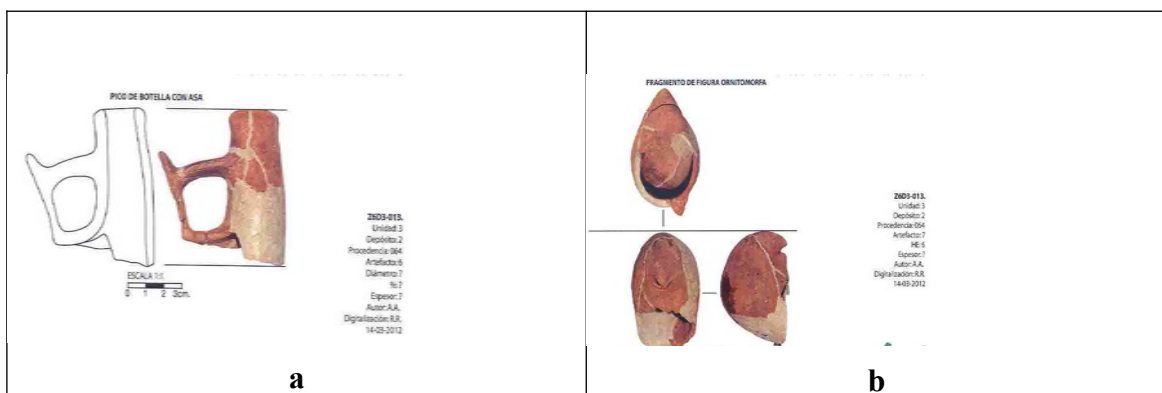 PICO DE BOTELLA CON ASA
Z6D3-013.
Unidad: 3
Depósito: 2
Procedencia: 064
Artefacto: 6
Diámetro: ?
%: ?
Espesor: ?
Autor: A.A.
Digitalización: R.R.
14-03-2012
ESCALA 1:1.
0 1 2 3cm.
a
FRAGMENTO DE FIGURA ORNITOMORFA
Z6D3-013.
Unidad: 3
Depósito: 2
Procedencia: 064
Artefacto: 7
HE: 6
Espesor: ?
Autor: A.A.
Digitalización: R.R.
14-03-2012
b